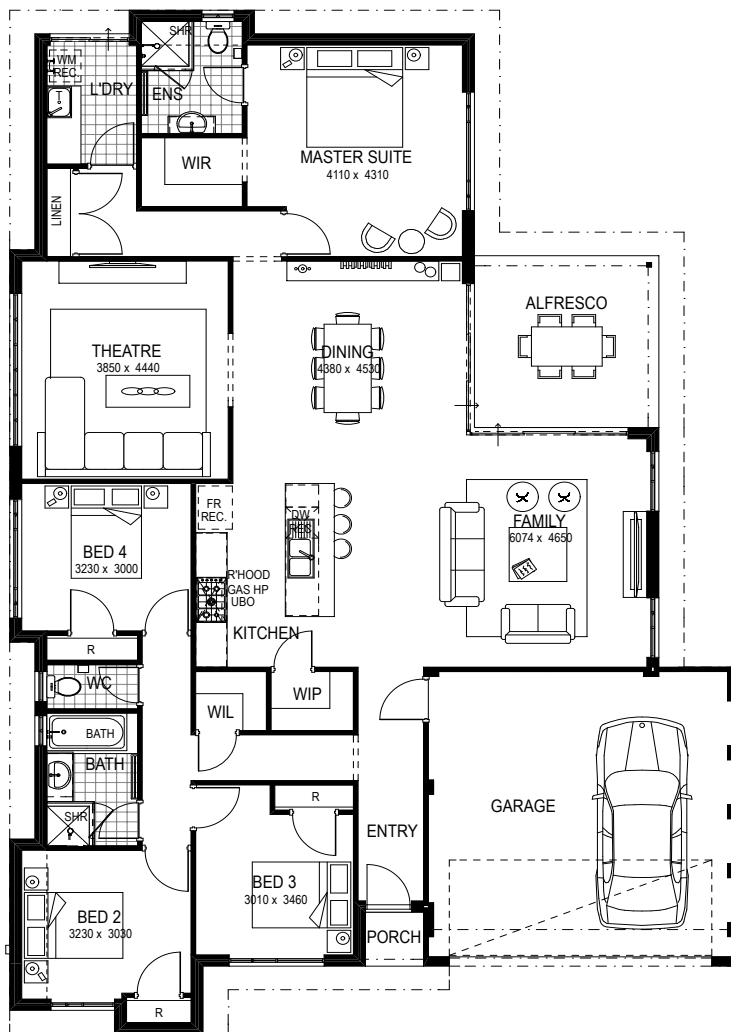 SHR
WM
REC.
L'DRY
ENS
WIR
MASTER SUITE
4110 x 4310
LINEN
ALFRESCO
THEATRE
3850 x 4440
DINING
4380 x 4530
FR
REC.
DW
RES
FAMILY
6074 x 4650
BED 4
3230 x 3000
R'HOOD
GAS HP
UBO
KITCHEN
R
WC
WIL
WIP
BATH
BATH
SHR
R
GARAGE
ENTRY
BED 3
3010 x 3460
BED 2
3230 x 3030
PORCH
R